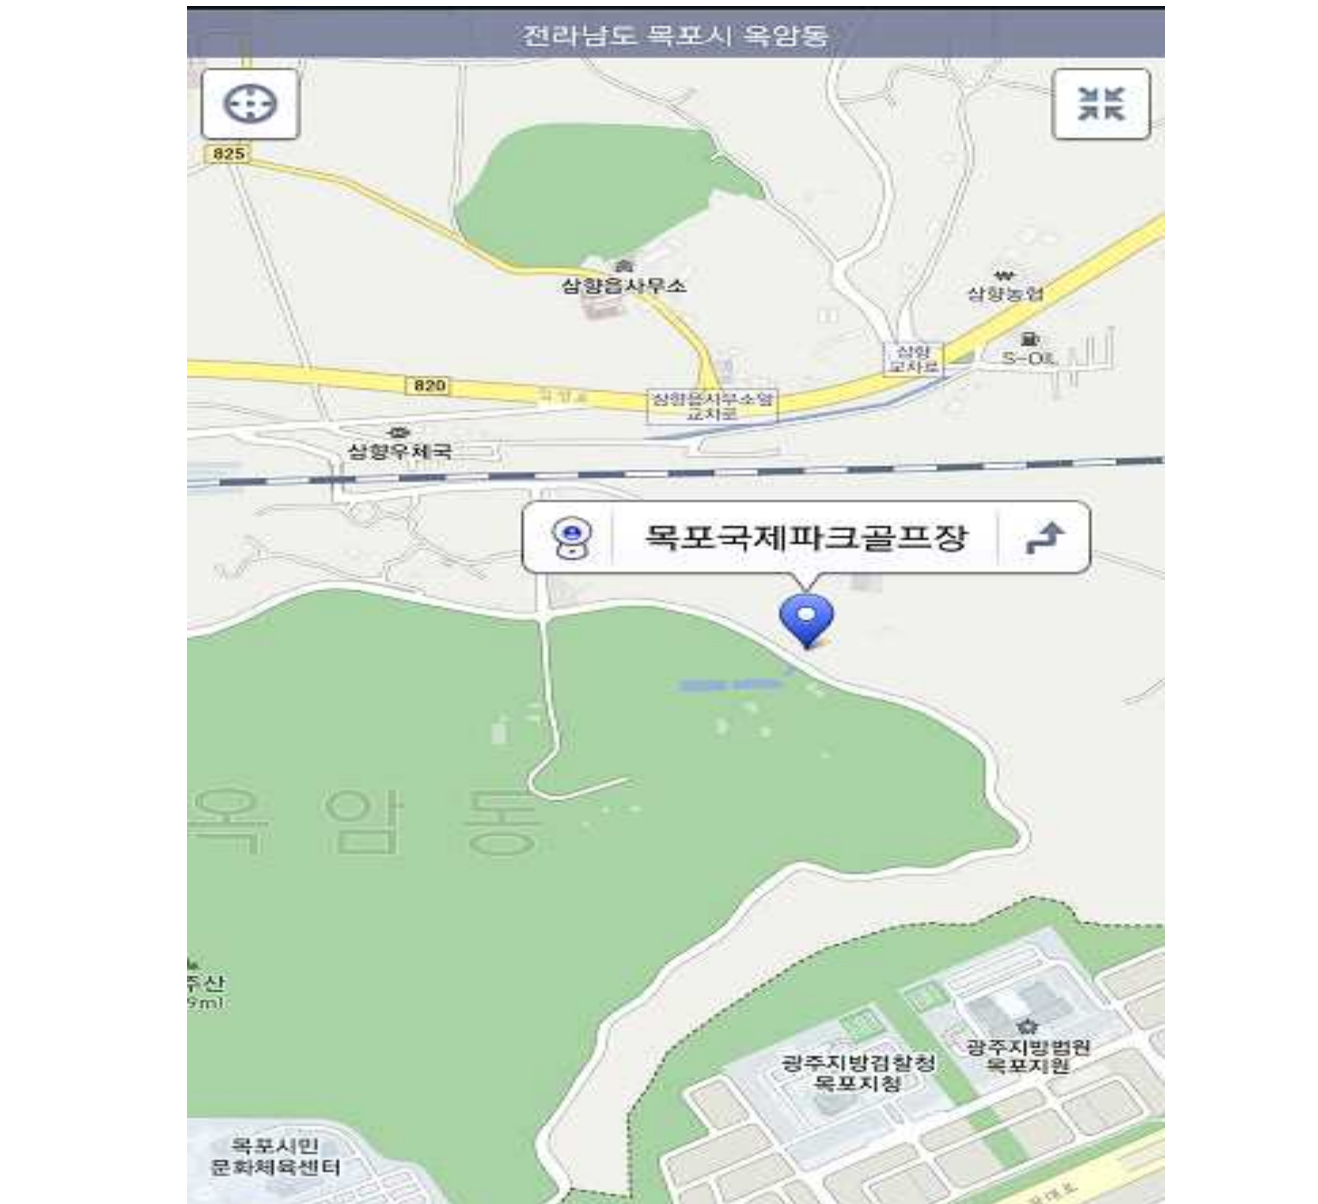 전라남도 목포시 옥암동
825
삼향읍사무소
삼향농협
삼향
교차로
S-OIL
820
삼향읍사무소앞
교차로
삼향우체국
목포국제파크골프장
옥암동
주산
9m)
광주지방법원
목포지원
광주지방검찰청
목포지청
목포시민
문화체육센터